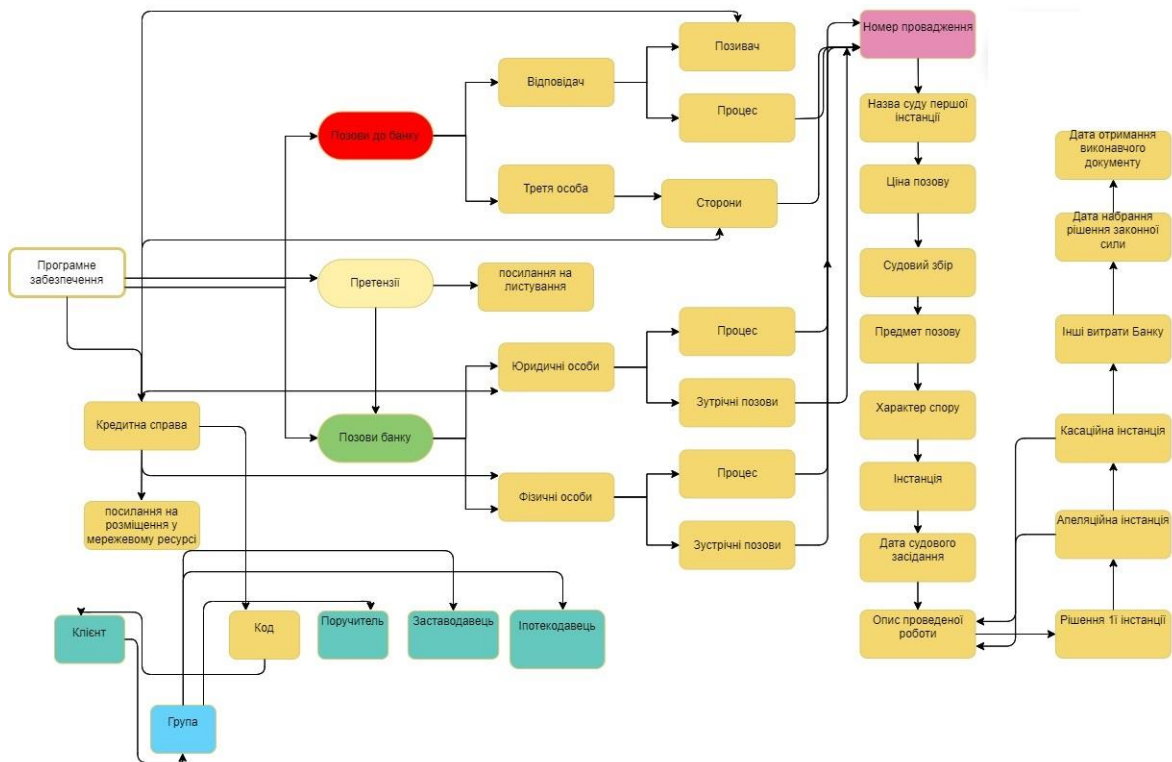 Позивач
Номер провадження
Відповідач
Процес
Назва суду першої
інстанції
Позови до банку
Дата отримання
виконавчого
документу
Третя особа
Сторони
Ціна позову
Дата набрання
рішення законної
сили
Програмне
забезпечення
Претензії
посилання на
листування
Судовий збір
Юридичні особи
Процес
Предмет позову
Інші витрати Банку
Кредитна справа
Позови банку
Зутрічні позови
Характер спору
Касаційна інстанція
Фізичні особи
Процес
Інстанція
посилання на
розміщення у
мережевому ресурсі
Зустрічні позови
Дата судового
засідання
Апеляційна інстанція
Клієнт
Код
Поручитель
Заставодавець
Іпотекодавець
Опис проведеної
роботи
Рішення 1ї інстанції
Група